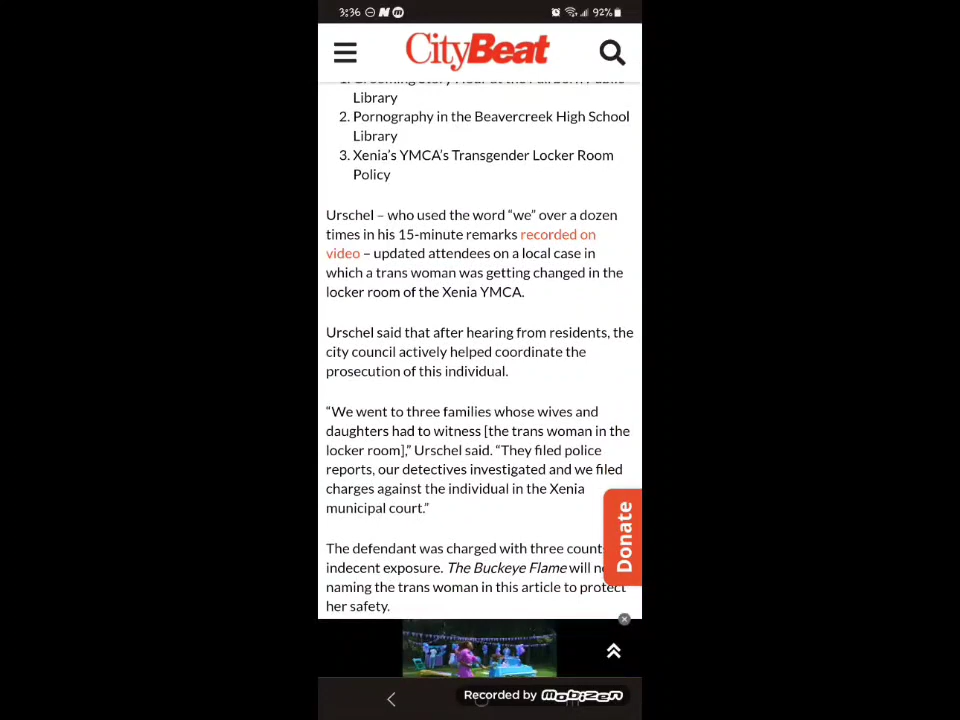 3:36
92%
CityBeat
Library
2. Pornography in the Beavercreek High School
Library
3. Xenia's YMCA's Transgender Locker Room
Policy
Urschel – who used the word “we” over a dozen
times in his 15-minute remarks recorded on
video – updated attendees on a local case in
which a trans woman was getting changed in the
locker room of the Xenia YMCA.
Urschel said that after hearing from residents, the
city council actively helped coordinate the
prosecution of this individual.
“We went to three families whose wives and
daughters had to witness [the trans woman in the
locker room],” Urschel said. “They filed police
reports, our detectives investigated and we filed
charges against the individual in the Xenia
municipal court.”
Donate
The defendant was charged with three count
indecent exposure. The Buckeye Flame will n
naming the trans woman in this article to protect
her safety.
Recorded by mobizen